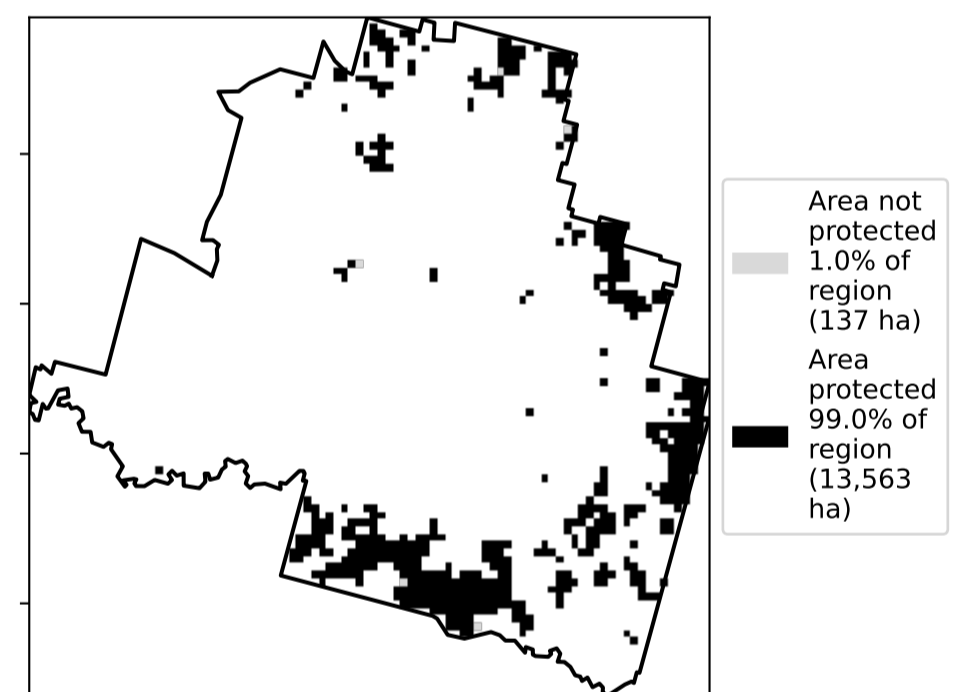 Area not
protected
1.0% of
region
(137 ha)
Area
protected
99.0% of
region
(13,563
ha)